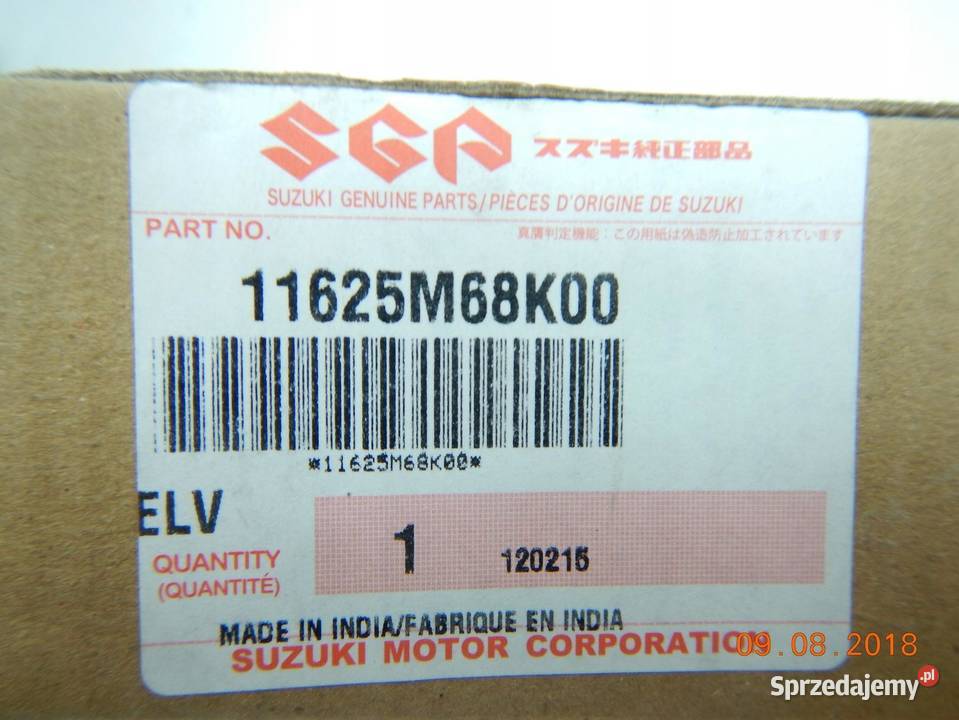 SGP スズキ純正部品
SUZUKI GENUINE PARTS/PIÈCES D'ORIGINE DE SUZUKI
PART NO.
真贋判定機能：この用紙は偽造防止加工されています
11625M68K00
*11625M68K00*
ELV
QUANTITY
(QUANTITÉ)
1 120215
MADE IN INDIA/FABRIQUE EN INDIA
SUZUKI MOTOR CORPORATION
09.08.2018
Sprzedajemy.pl